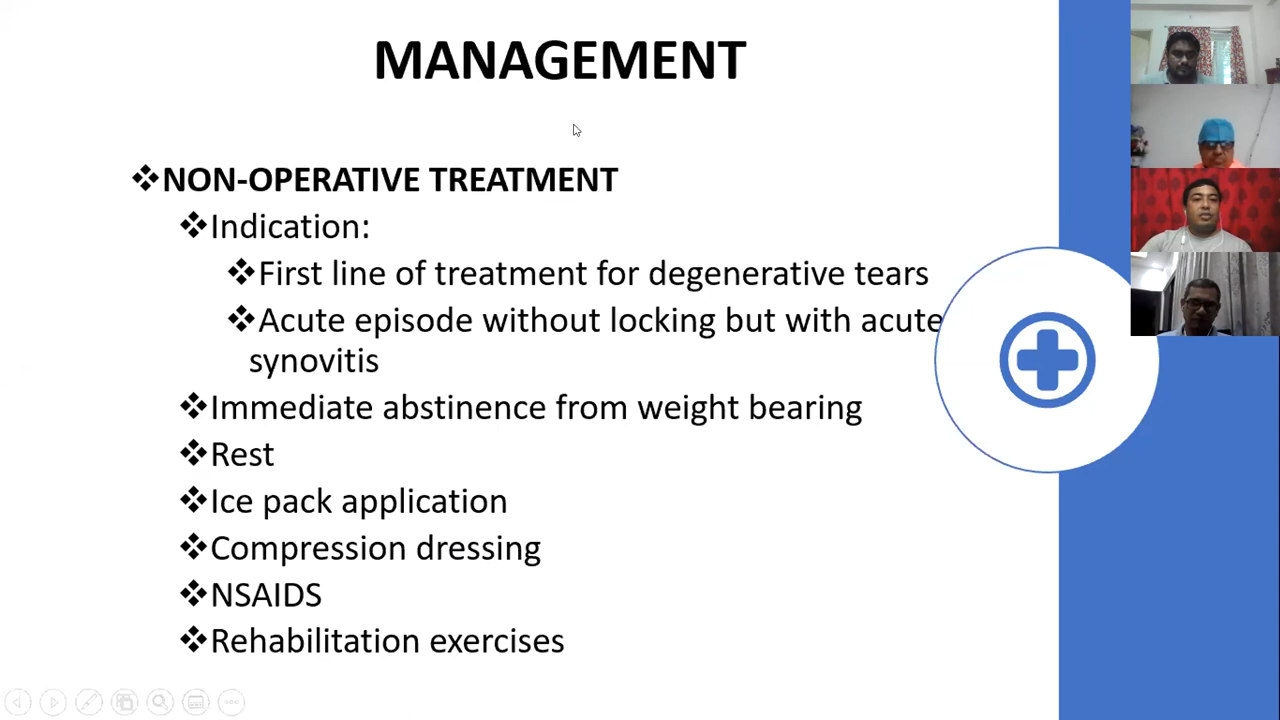 MANAGEMENT
❖NON-OPERATIVE TREATMENT
❖Indication:
❖First line of treatment for degenerative tears
❖Acute episode without locking but with acute
synovitis
❖Immediate abstinence from weight bearing
❖Rest
❖Ice pack application
❖Compression dressing
❖NSAIDS
❖Rehabilitation exercises